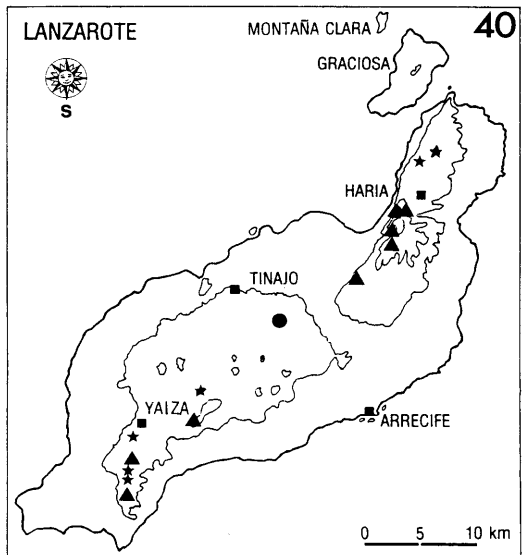 LANZAROTE
MONTAÑA CLARA
40
GRACIOSA
S
HARIA
TINAJO
YAIZA
ARRECIFE
0 5 10 km